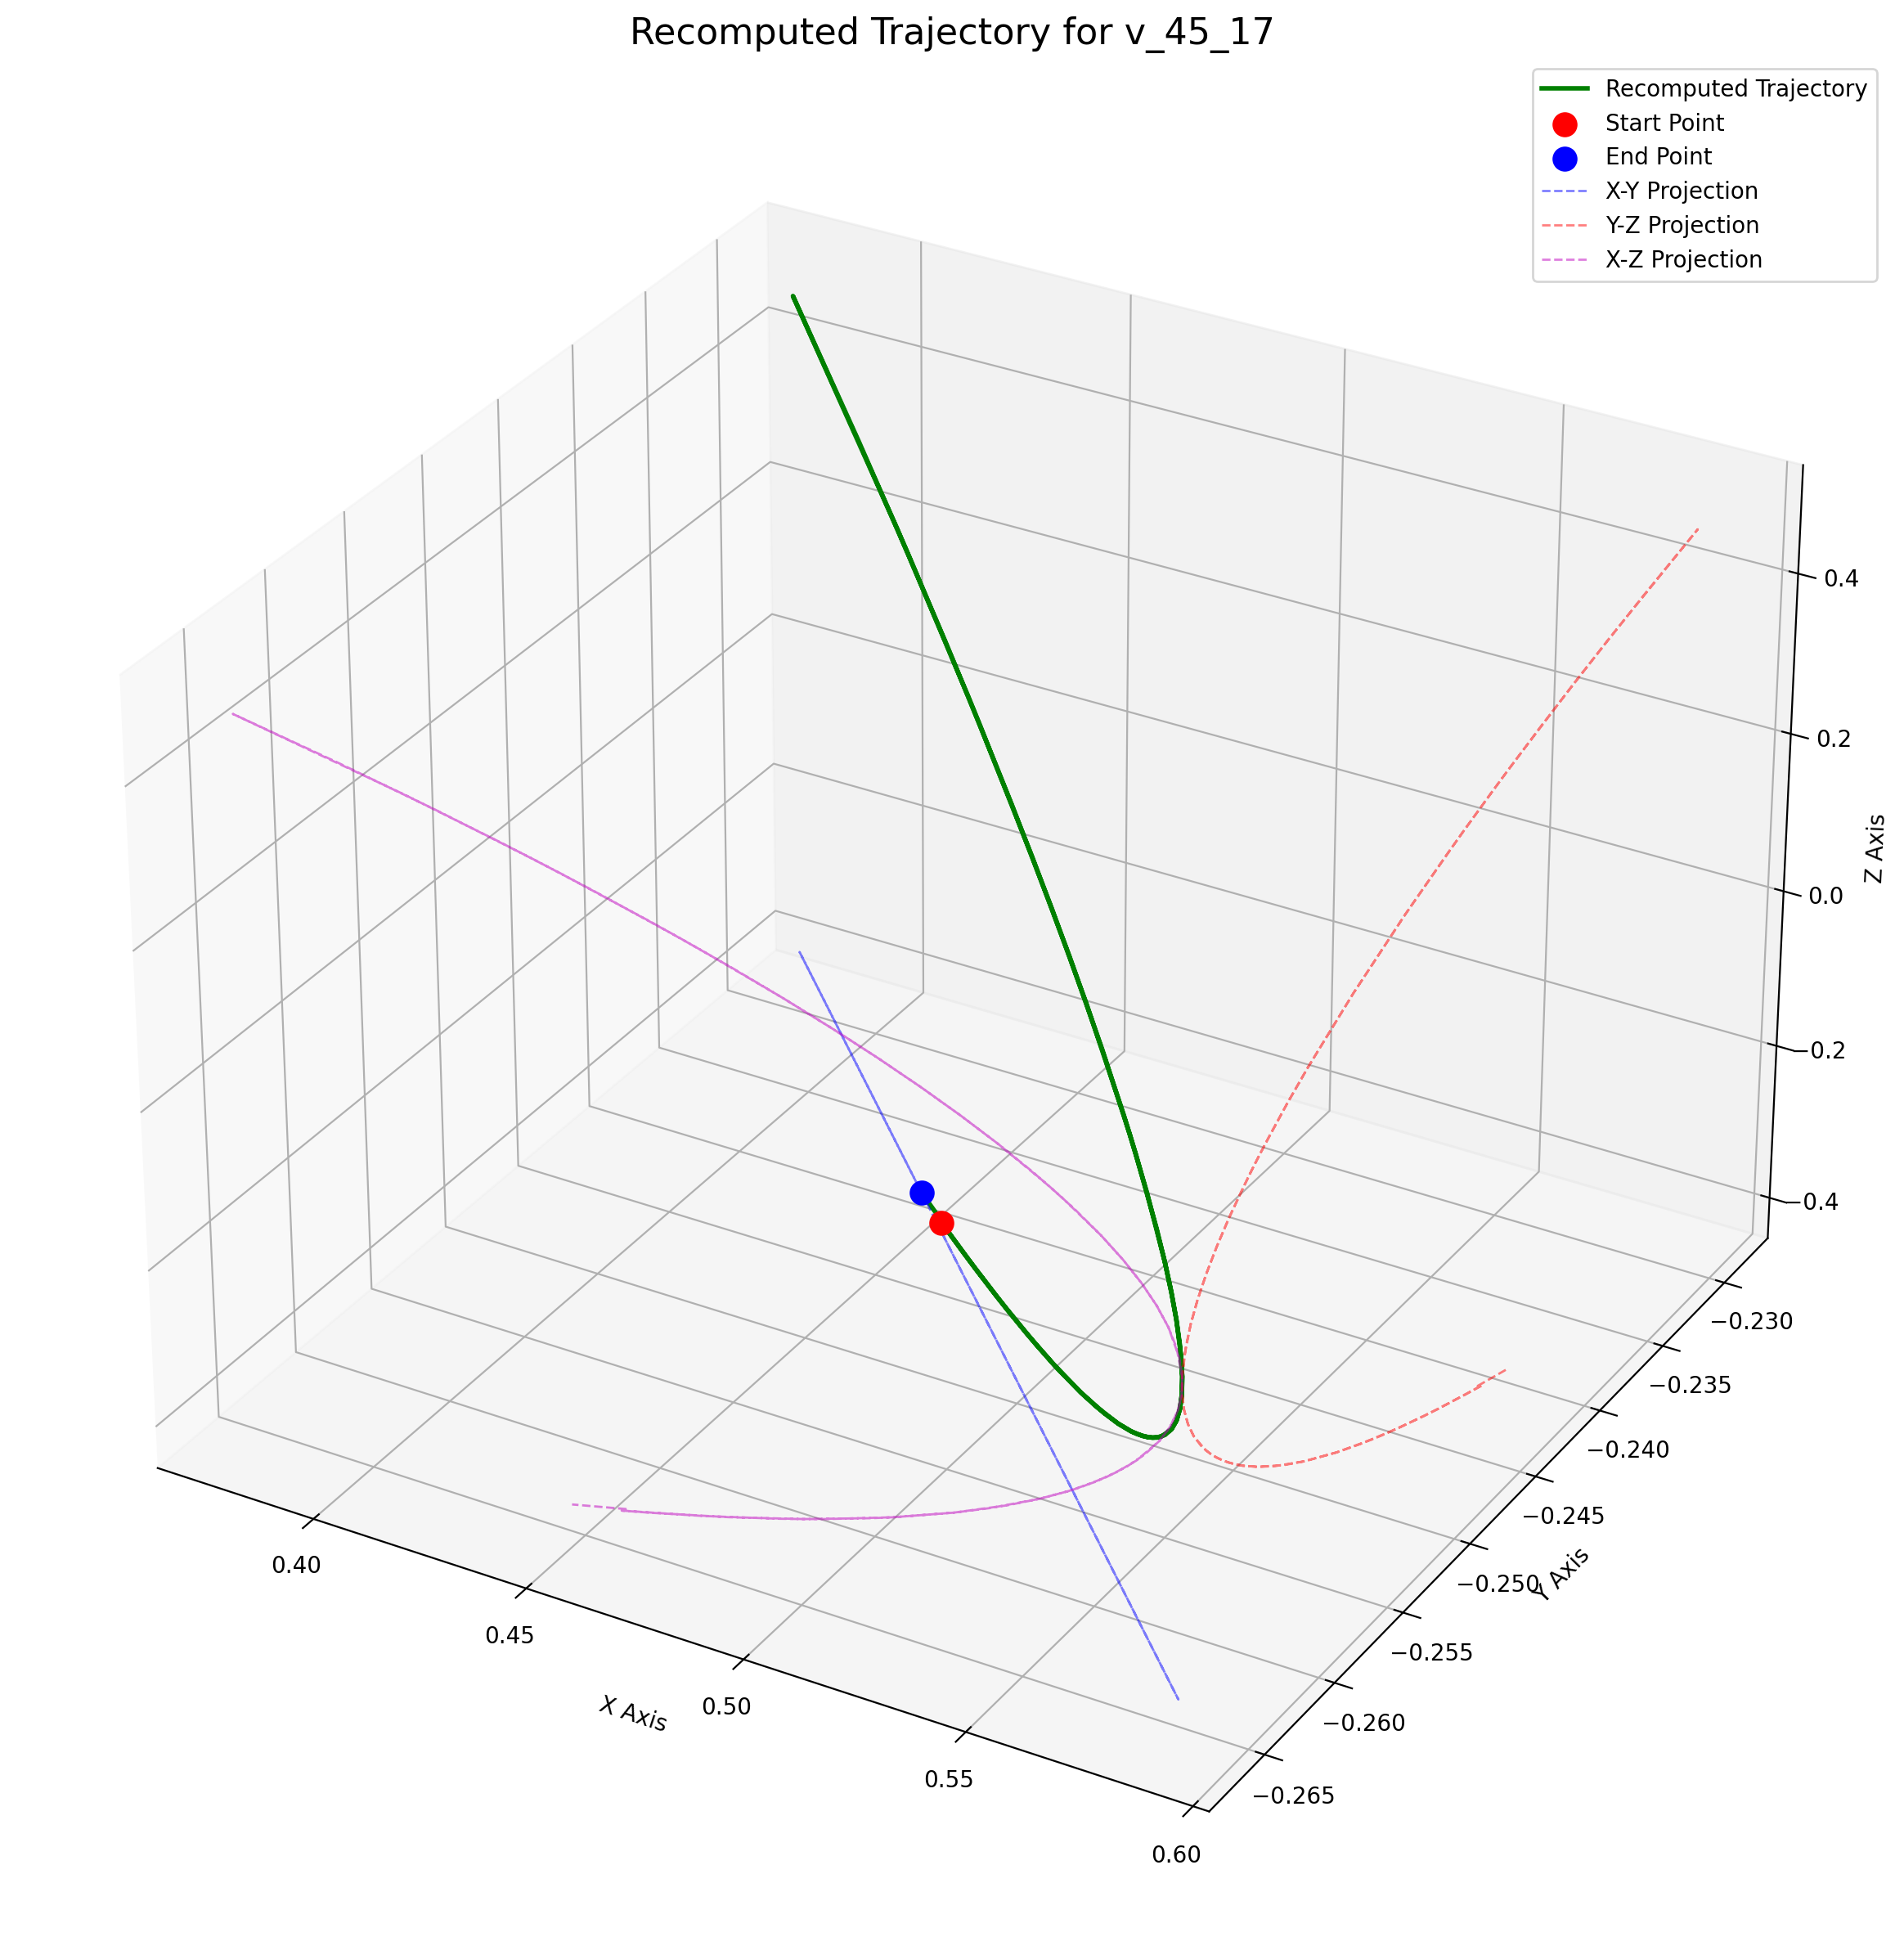 Recomputed Trajectory for v_45_17
Recomputed Trajectory
Start Point
End Point
X-Y Projection
Y-Z Projection
X-Z Projection
0.4
0.2
0.0
−0.2
−0.4
Z Axis
−0.230
−0.235
−0.240
−0.245
−0.250
−0.255
−0.260
−0.265
Y Axis
0.40
0.45
0.50
0.55
0.60
X Axis